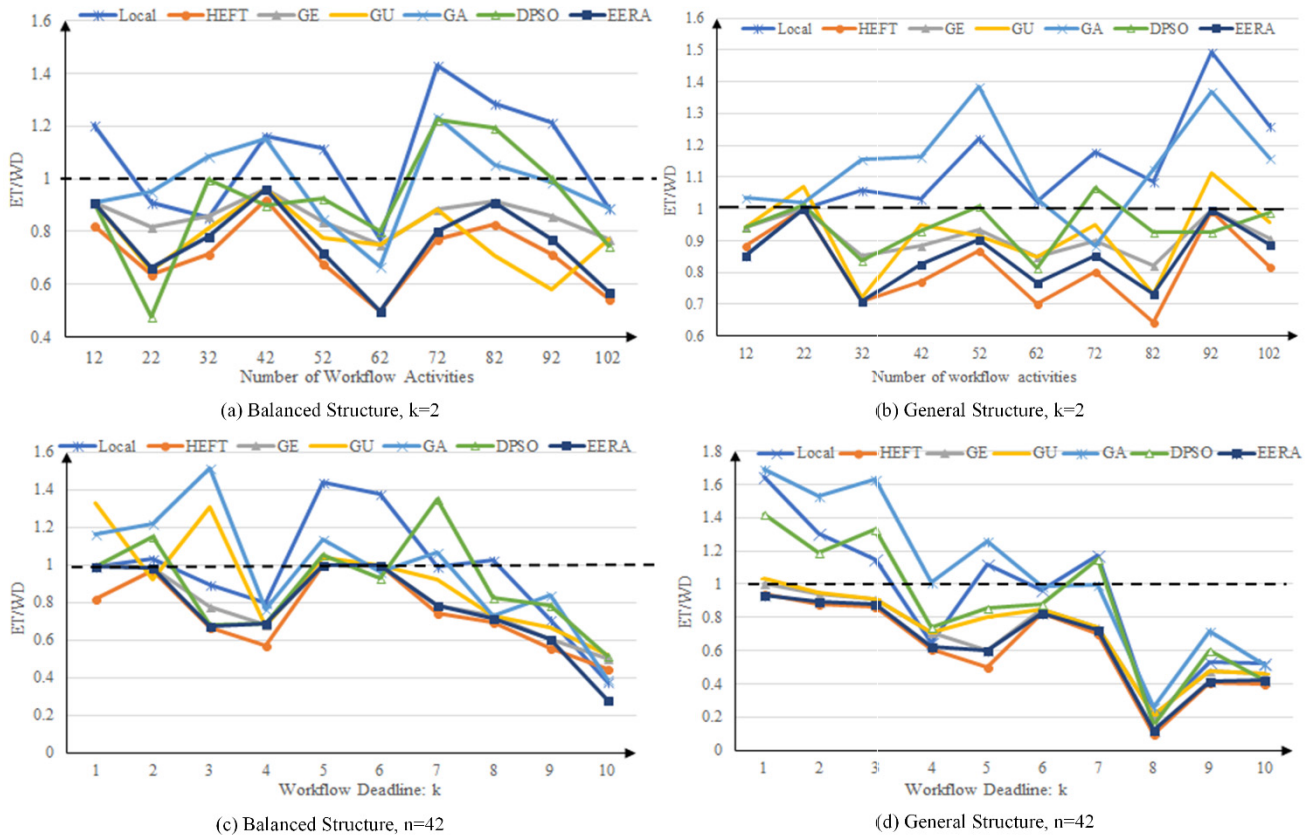 1.6
Local HEFT GE GU GA DPSO EERA
1.4
1.2
1
0.8
0.6
0.4
ET/WD
12 22 32 42 52 62 72 82 92 102
Number of Workflow Activities
(a) Balanced Structure, k=2
1.6
Local HEFT GE GU GA DPSO EERA
1.5
1.4
1.3
1.2
1.1
1
0.9
0.8
0.7
0.6
ET/WD
12 22 32 42 52 62 72 82 92 102
Number of workflow activities
(b) General Structure, k=2
Local HEFT GE GU GA DPSO EERA
1.6
1.4
1.2
1
0.8
0.6
0.4
0.2
0
ET/WD
1 2 3 4 5 6 7 8 9 10
Workflow Deadline: k
(c) Balanced Structure, n=42
1.8
Local HEFT GE GU GA DPSO EERA
1.6
1.4
1.2
1
0.8
0.6
0.4
0.2
0
ET/WD
1 2 3 4 5 6 7 8 9 10
Workflow Deadline: k
(d) General Structure, n=42